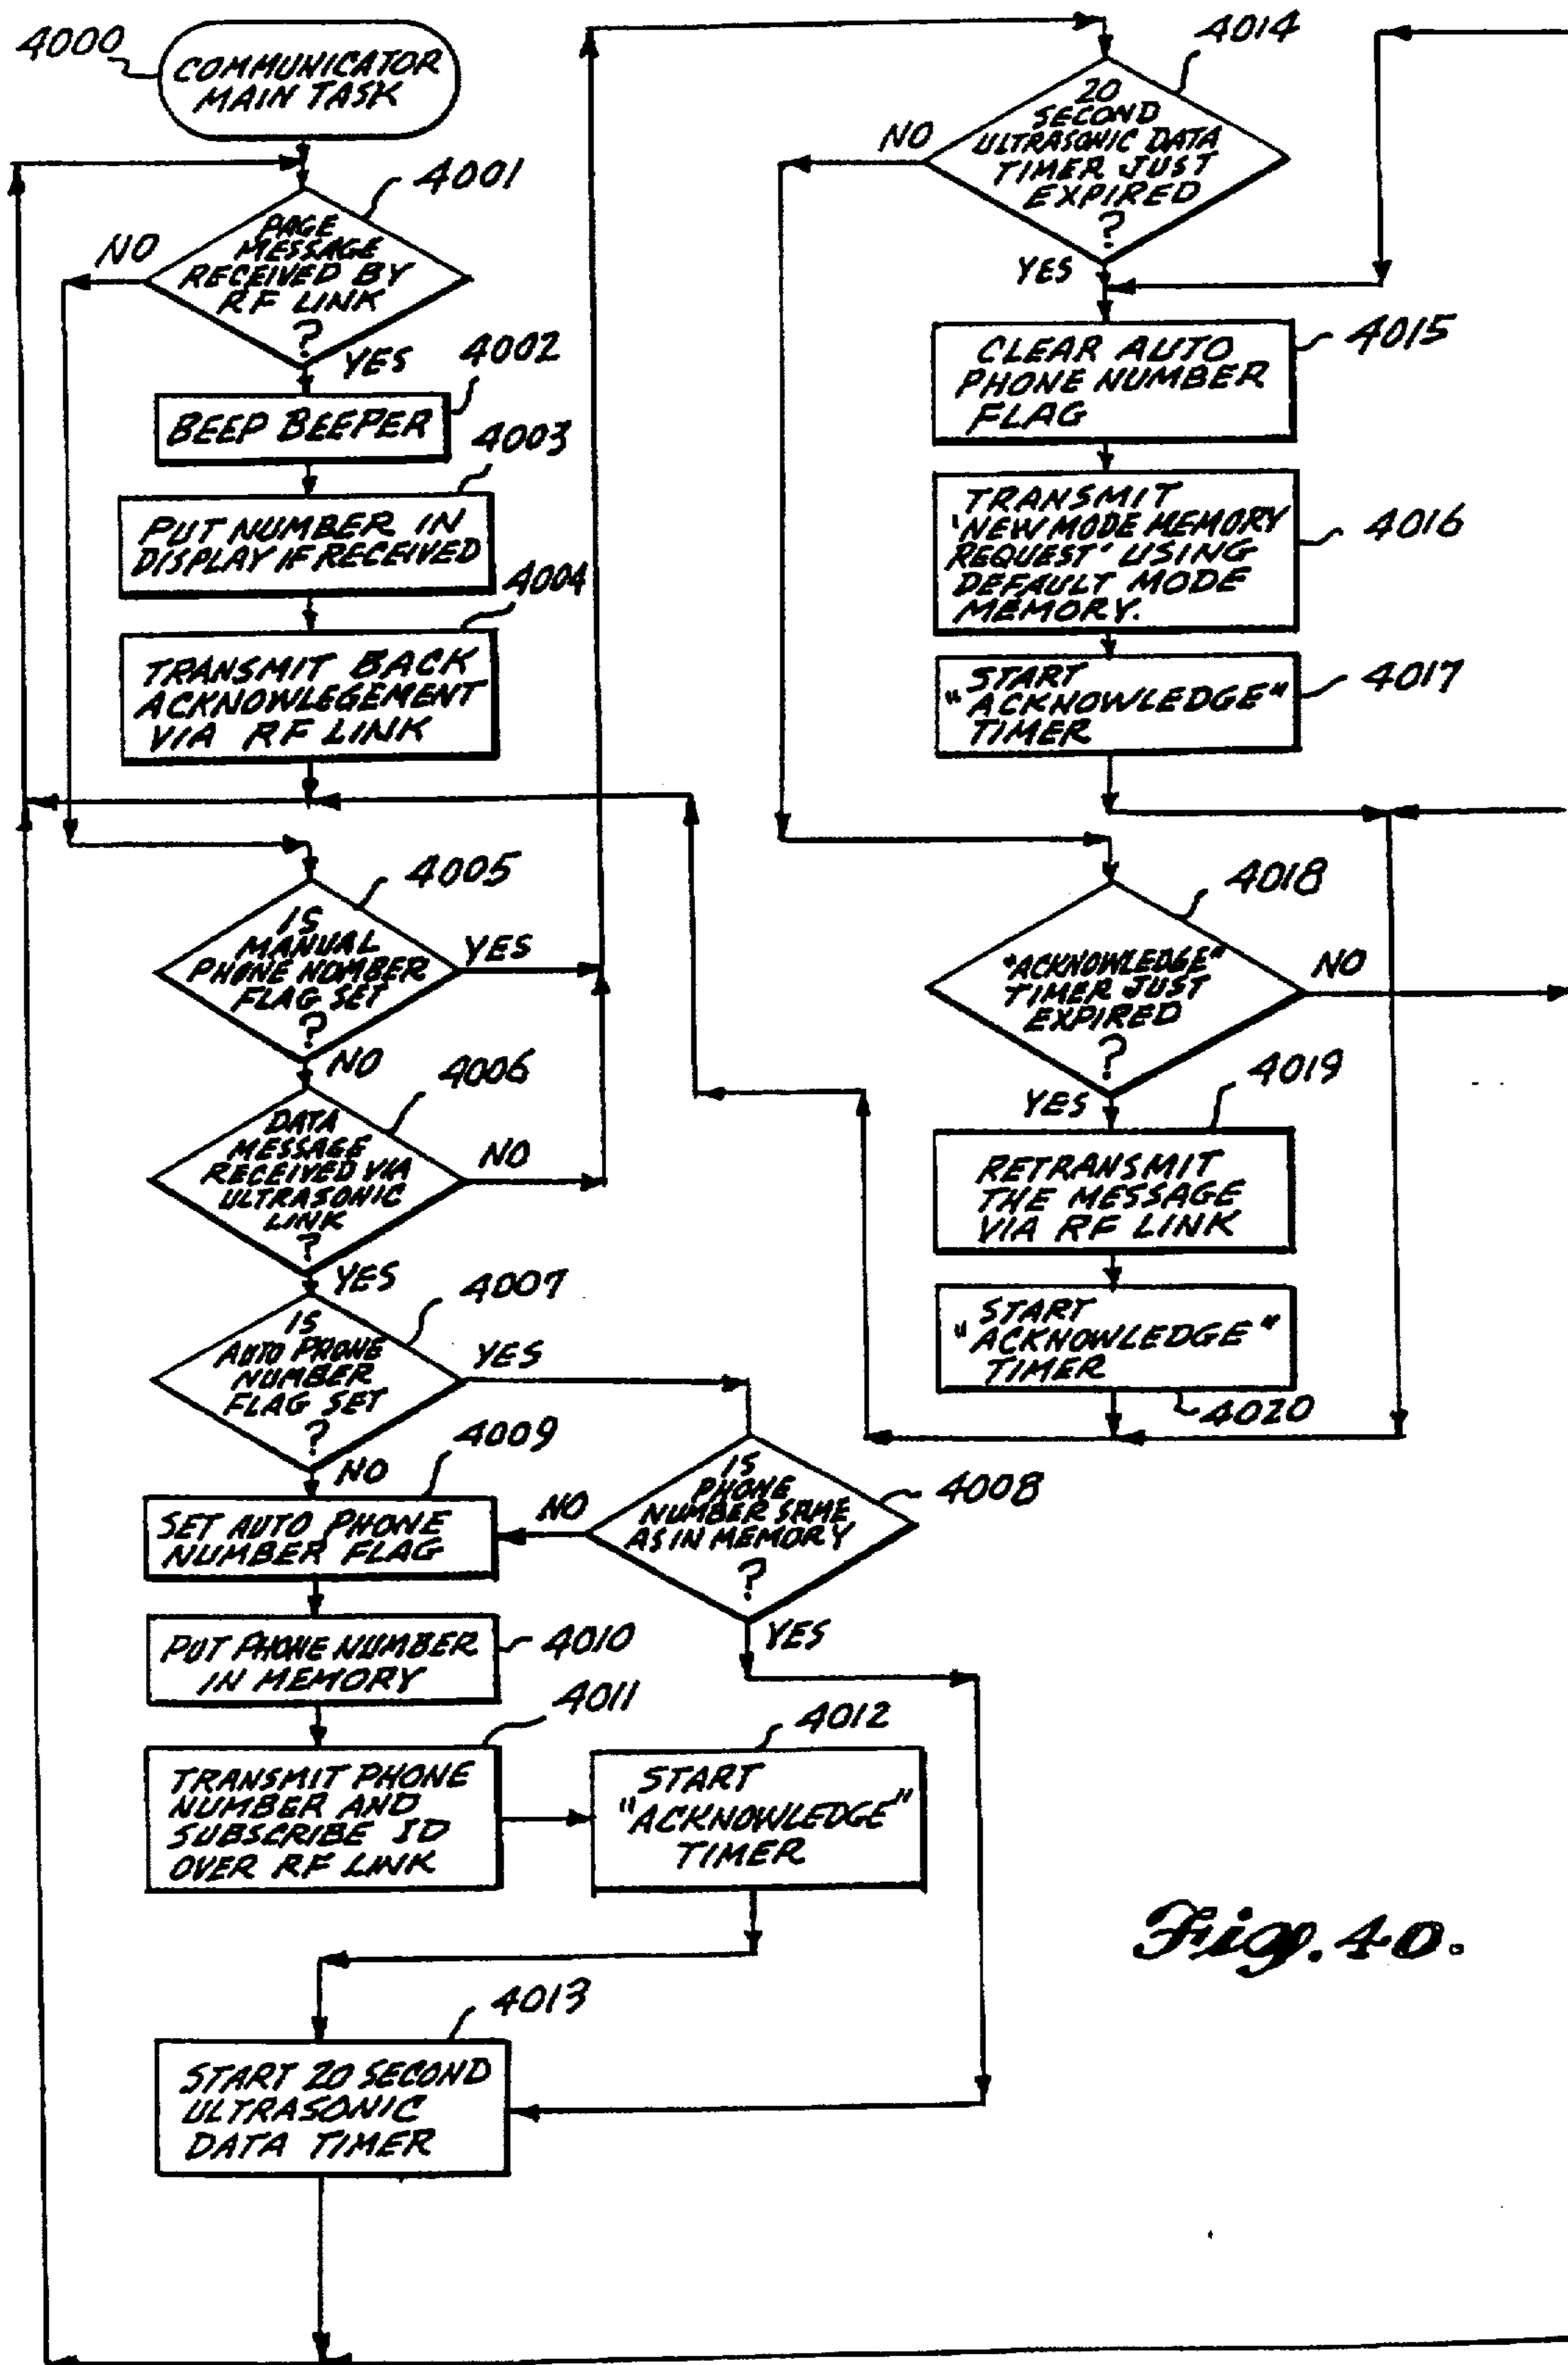 4000
COMMUNICATOR
MAIN TASK
4001
PAGE
MESSAGE
RECEIVED BY
RF LINK
?
NO
YES
4002
BEEP BEEPER
4003
PUT NUMBER IN
DISPLAY IF RECEIVED
4004
TRANSMIT BACK
ACKNOWLEGEMENT
VIA RF LINK
4005
IS
MANUAL
PHONE NUMBER
FLAG SET
?
YES
NO
4006
DATA
MESSAGE
RECEIVED VIA
ULTRASONIC
LINK
?
NO
YES
4007
IS
AUTO PHONE
NUMBER
FLAG SET
?
YES
NO
4009
SET AUTO PHONE
NUMBER FLAG
NO
IS
PHONE
NUMBER SAME
AS IN MEMORY
?
4008
YES
PUT PHONE NUMBER
IN MEMORY
4010
4011
TRANSMIT PHONE
NUMBER AND
SUBSCRIBE ID
OVER RF LINK
4012
START
"ACKNOWLEDGE"
TIMER
4013
START 20 SECOND
ULTRASONIC
DATA TIMER
4014
20
SECOND
ULTRASONIC DATA
TIMER JUST
EXPIRED
?
NO
YES
CLEAR AUTO
PHONE NUMBER
FLAG
4015
TRANSMIT
'NEW MODE MEMORY
REQUEST' USING
DEFAULT MODE
MEMORY.
4016
START
"ACKNOWLEDGE"
TIMER
4017
4018
"ACKNOWLEDGE"
TIMER JUST
EXPIRED
?
NO
YES
4019
RETRANSMIT
THE MESSAGE
VIA RF LINK
START
"ACKNOWLEDGE"
TIMER
4020
Fig. 40.